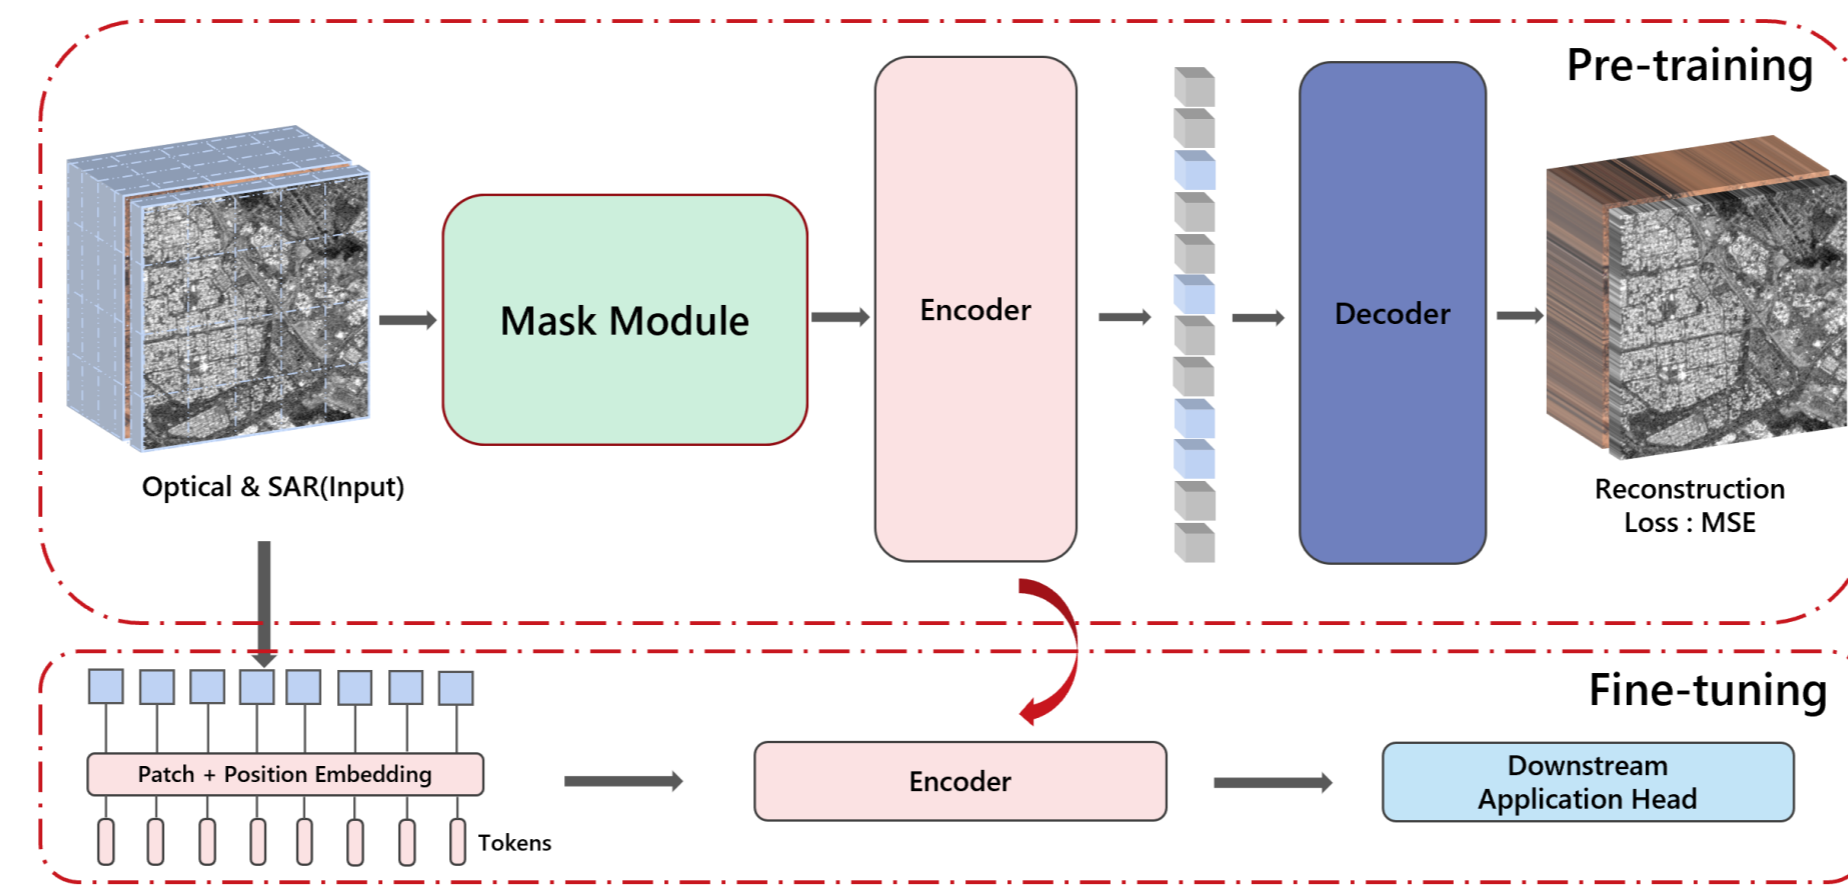 Pre-training
Mask Module
Encoder
Decoder
Optical & SAR(Input)
Reconstruction
Loss : MSE
Fine-tuning
Patch + Position Embedding
Tokens
Encoder
Downstream
Application Head